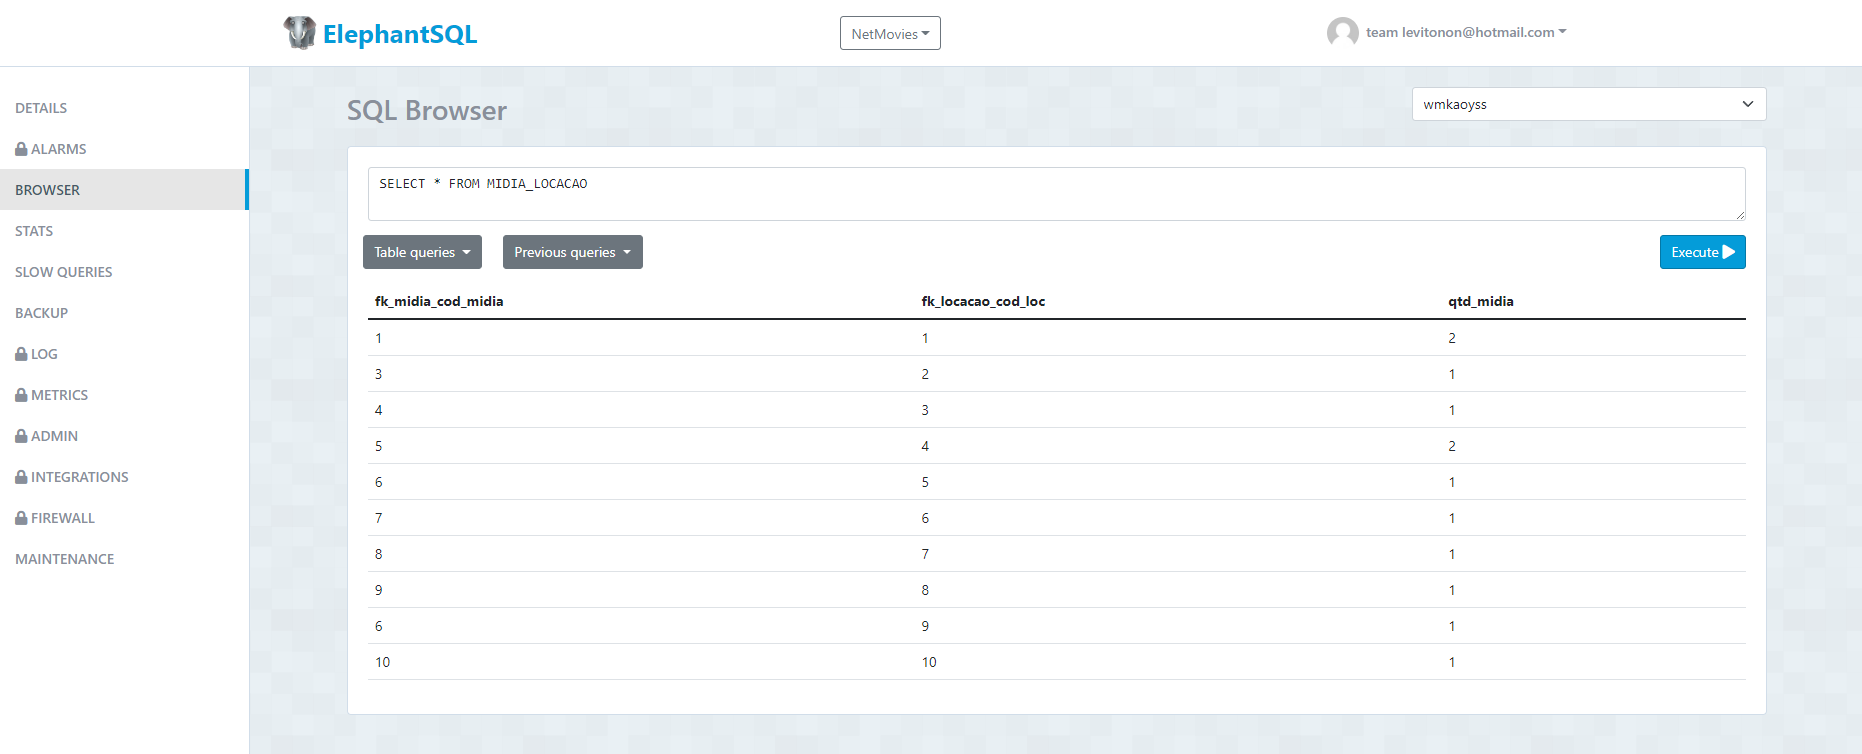 ElephantSQL
NetMovies
team levitonon@hotmail.com
DETAILS
ALARMS
BROWSER
STATS
SLOW QUERIES
BACKUP
LOG
METRICS
ADMIN
INTEGRATIONS
FIREWALL
MAINTENANCE
SQL Browser
wmkaoyss
SELECT * FROM MIDIA_LOCACAO
Table queries
Previous queries
Execute
fk_midia_cod_midia fk_locacao_cod_loc qtd_midia
1 1 2
3 2 1
4 3 1
5 4 2
6 5 1
7 6 1
8 7 1
9 8 1
6 9 1
10 10 1